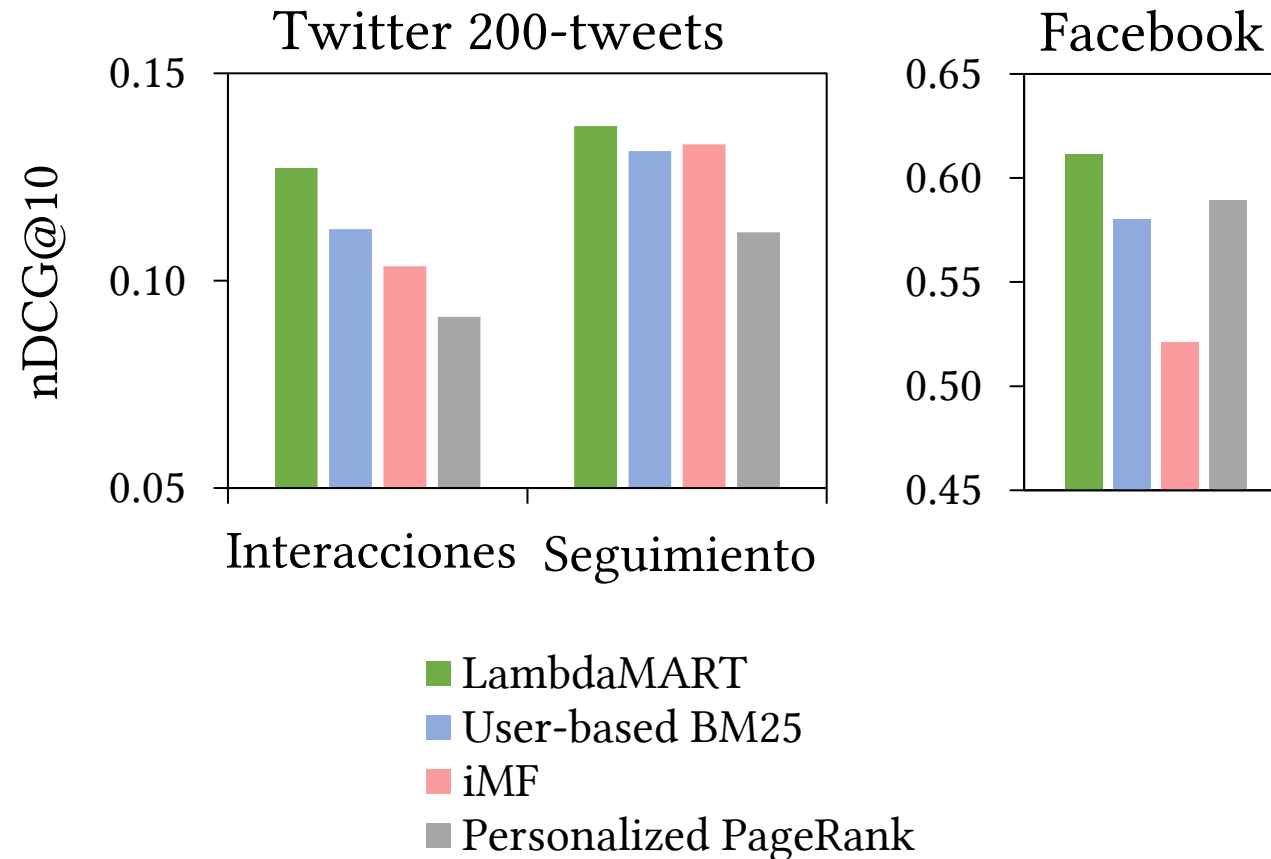 Twitter 200-tweets
Facebook
nDCG@10
0.15
0.10
0.05
Interacciones
Seguimiento
0.65
0.60
0.55
0.50
0.45
LambdaMART
User-based BM25
iMF
Personalized PageRank